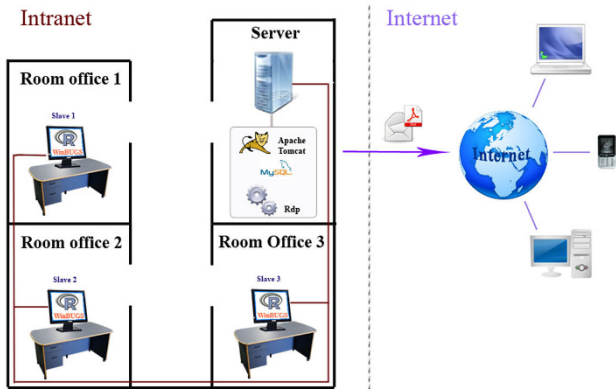 Intranet
Internet
Server
Room office 1
Slave 1
R
WinBUGS
Apache
Tomcat
MySQL
Rdp
Internet
Room office 2
Room Office 3
Slave 2
R
WinBUGS
Slave 3
R
WinBUGS